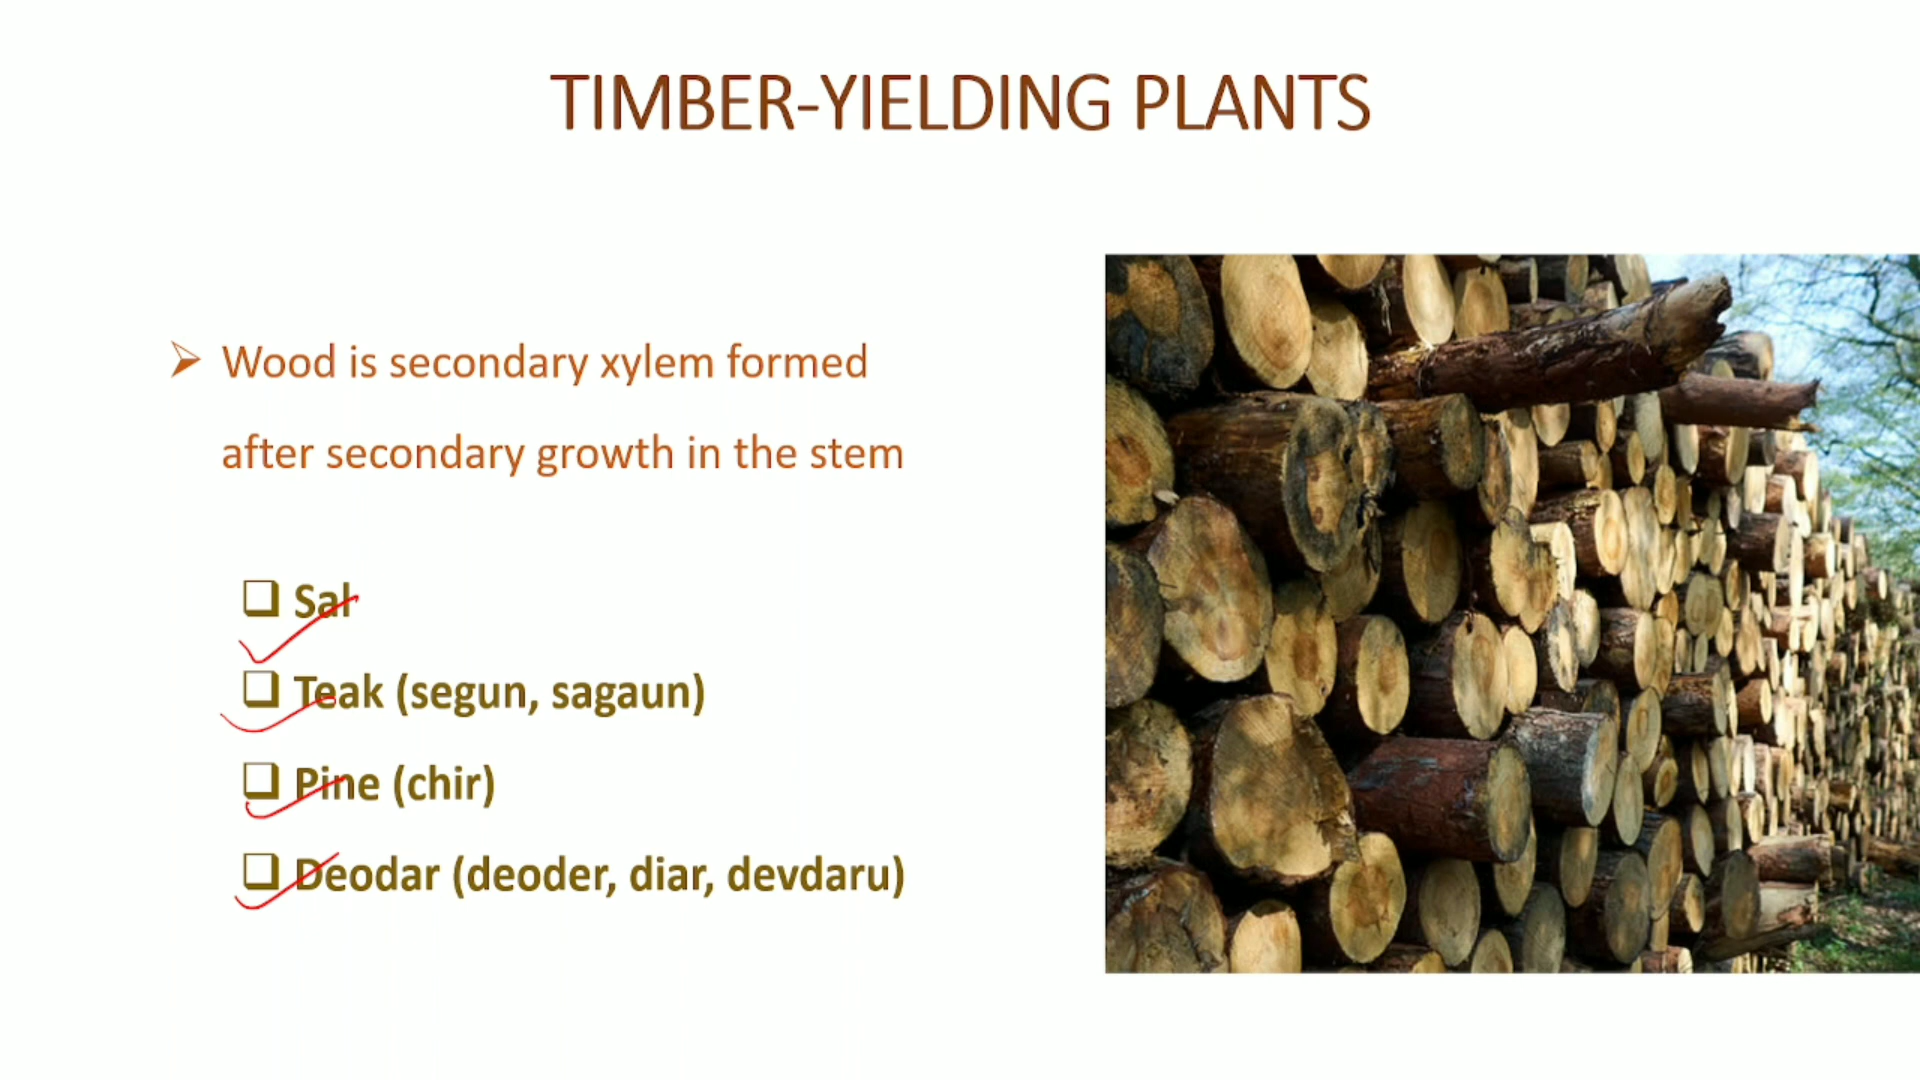 TIMBER-YIELDING PLANTS
Wood is secondary xylem formed
after secondary growth in the stem
Sal
Teak (segun, sagaun)
Pine (chir)
Deodar (deoder, diar, devdaru)